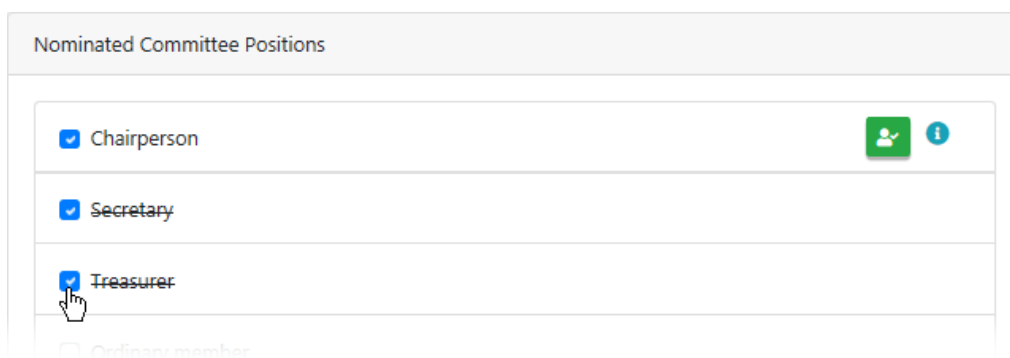 Nominated Committee Positions
Chairperson
Secretary
Treasurer
Ordinary member